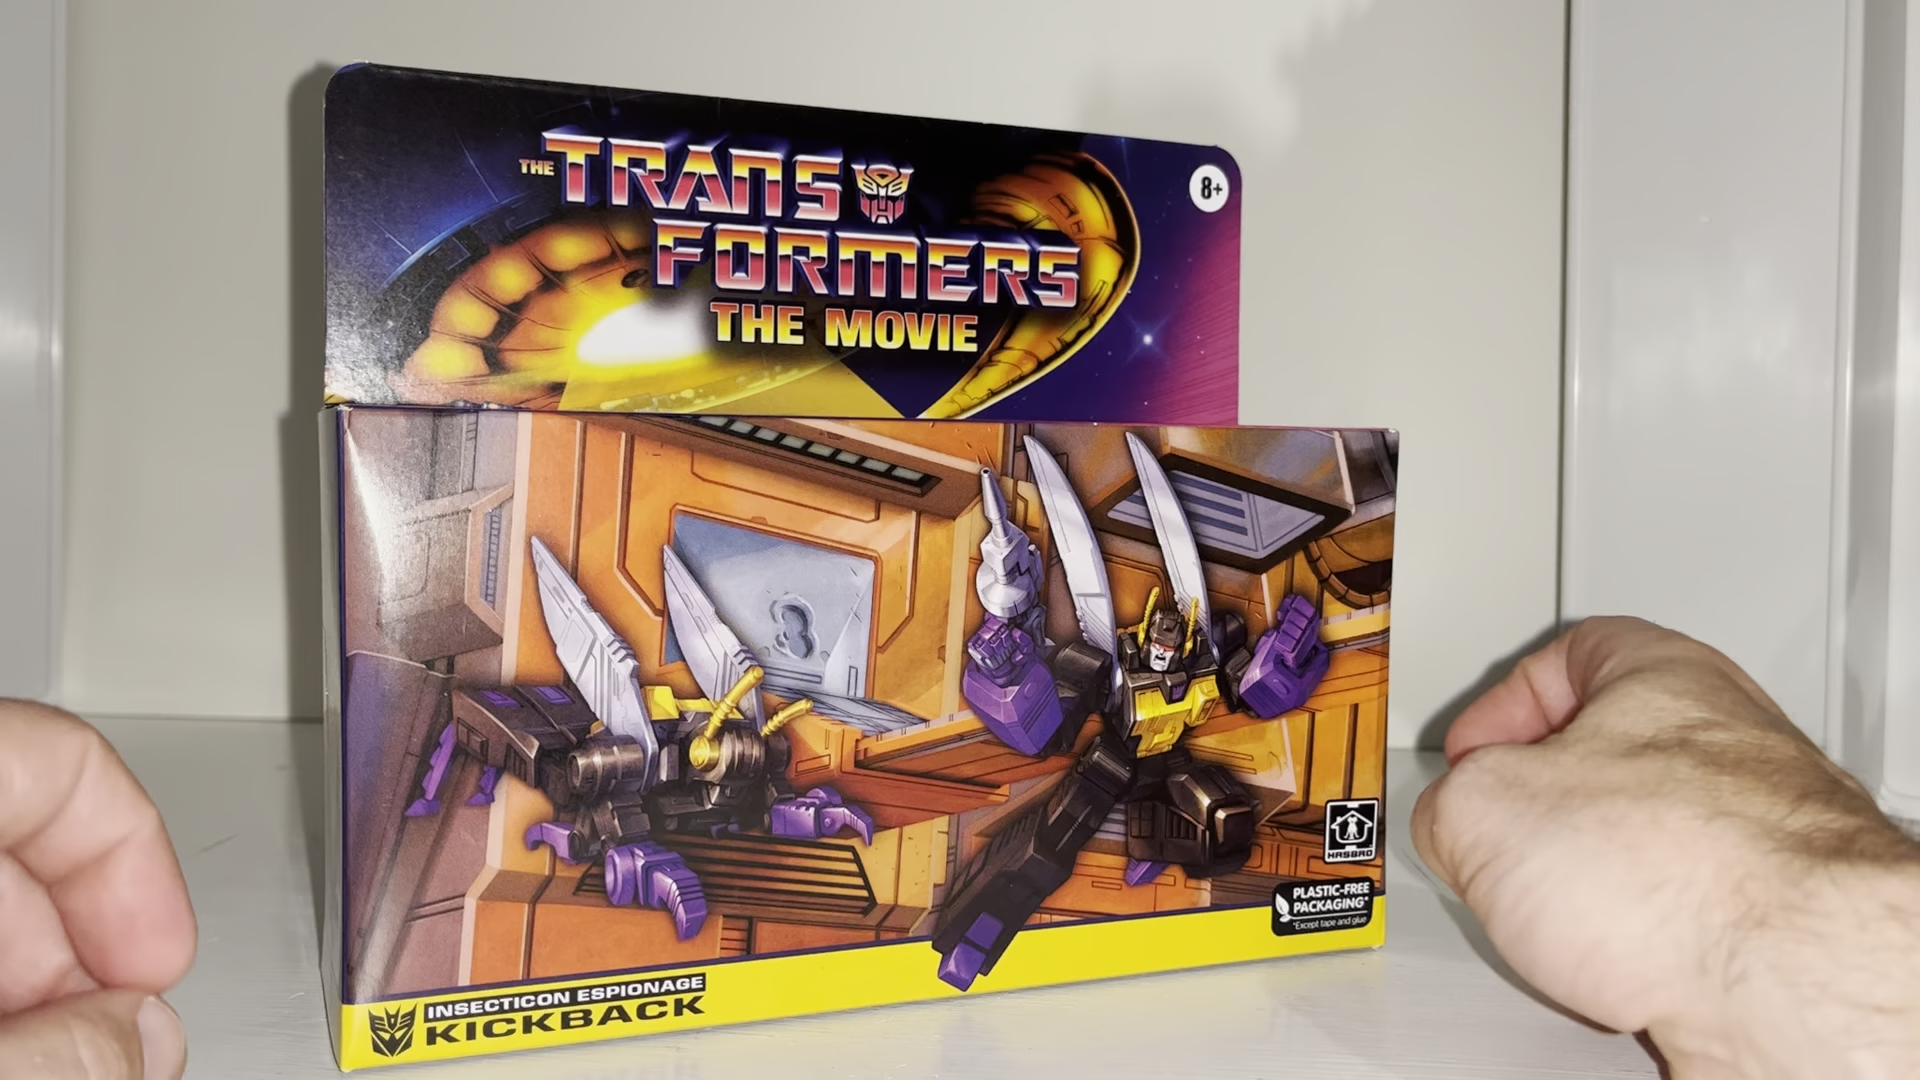 THE TRANS
FORMERS
THE MOVIE
8+
HASBRO
PLASTIC-FREE
PACKAGING*
*Except tape and glue
INSECTICON ESPIONAGE
KICKBACK